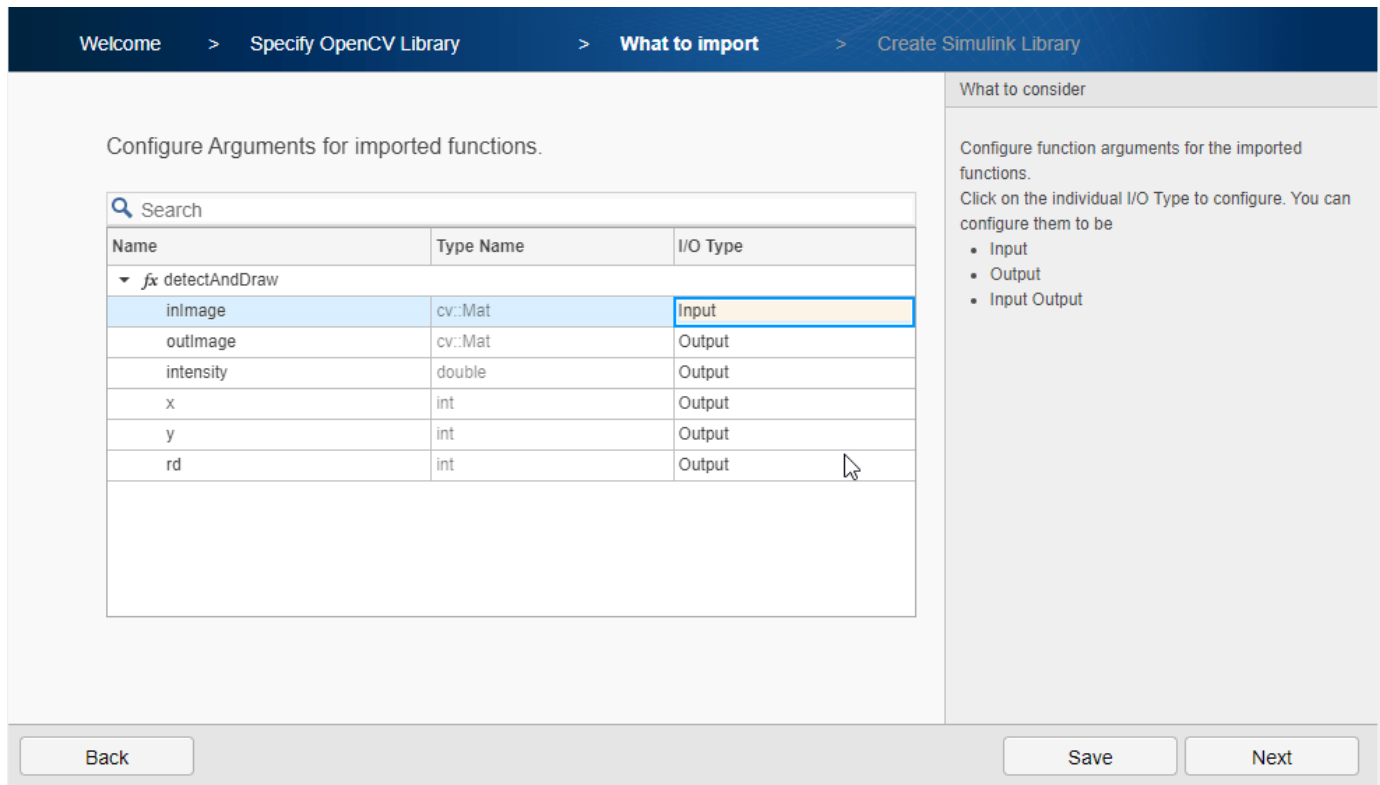 Welcome > Specify OpenCV Library > What to import > Create Simulink Library
What to consider
Configure Arguments for imported functions.
Search
Name Type Name I/O Type
fx detectAndDraw
inImage cv::Mat Input
outImage cv::Mat Output
intensity double Output
x int Output
y int Output
rd int Output
Configure function arguments for the imported
functions.
Click on the individual I/O Type to configure. You can
configure them to be
• Input
• Output
• Input Output
Back Save Next